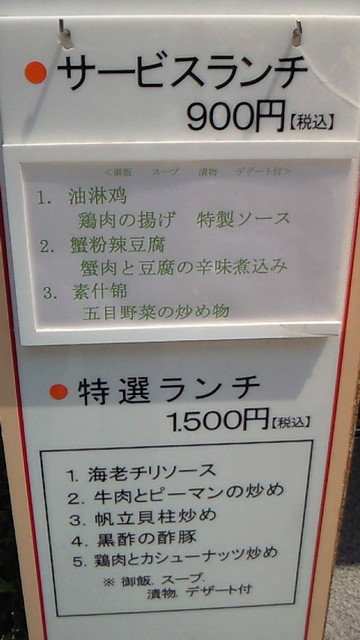 ●サービスランチ
900円【税込】
<御飯 スープ 漬物 デザート付>
1. 油淋鸡
鶏肉の揚げ 特製ソース
2. 蟹粉辣豆腐
蟹肉と豆腐の辛味煮込み
3. 素什锦
五目野菜の炒め物
●特選ランチ
1.500円【税込】
1. 海老チリソース
2. 牛肉とピーマンの炒め
3. 帆立貝柱炒め
4. 黒酢の酢豚
5. 鶏肉とカシューナッツ炒め
※ 御飯. スープ.
漬物. デザート付